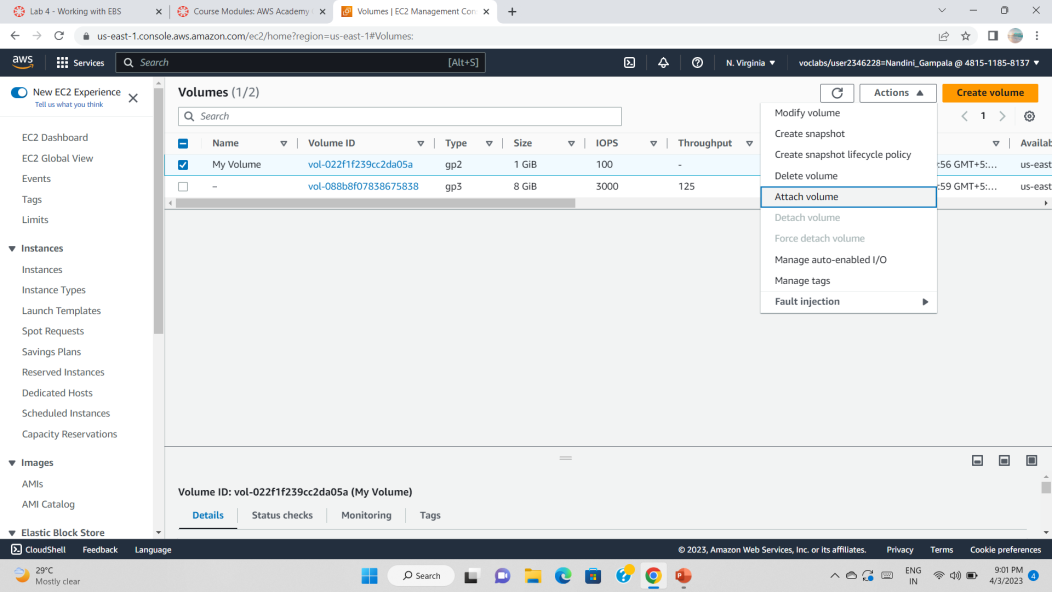 Lab 4 - Working with EBS
Course Modules: AWS Academy
Volumes | EC2 Management Con
us-east-1.console.aws.amazon.com/ec2/home?region=us-east-1#Volumes:
aws
Services
Search
[Alt+S]
N. Virginia
voclabs/user2346228=Nandini_Gampala @ 4815-1185-8137
New EC2 Experience
Tell us what you think
EC2 Dashboard
EC2 Global View
Events
Tags
Limits
Instances
Instances
Instance Types
Launch Templates
Spot Requests
Savings Plans
Reserved Instances
Dedicated Hosts
Scheduled Instances
Capacity Reservations
Images
AMIs
AMI Catalog
Elastic Block Store
Volumes (1/2)
Actions
Create volume
Search
1
Name Volume ID Type Size IOPS Throughput Availab
My Volume vol-022f1f239cc2da05a gp2 1 GiB 100 - :56 GMT+5:... us-east
– vol-088b8f07838675838 gp3 8 GiB 3000 125 :59 GMT+5:... us-east
Modify volume
Create snapshot
Create snapshot lifecycle policy
Delete volume
Attach volume
Detach volume
Force detach volume
Manage auto-enabled I/O
Manage tags
Fault injection
Volume ID: vol-022f1f239cc2da05a (My Volume)
Details Status checks Monitoring Tags
CloudShell Feedback Language © 2023, Amazon Web Services, Inc. or its affiliates. Privacy Terms Cookie preferences
29°C
Mostly clear
Search
ENG
IN
9:01 PM
4/3/2023
4